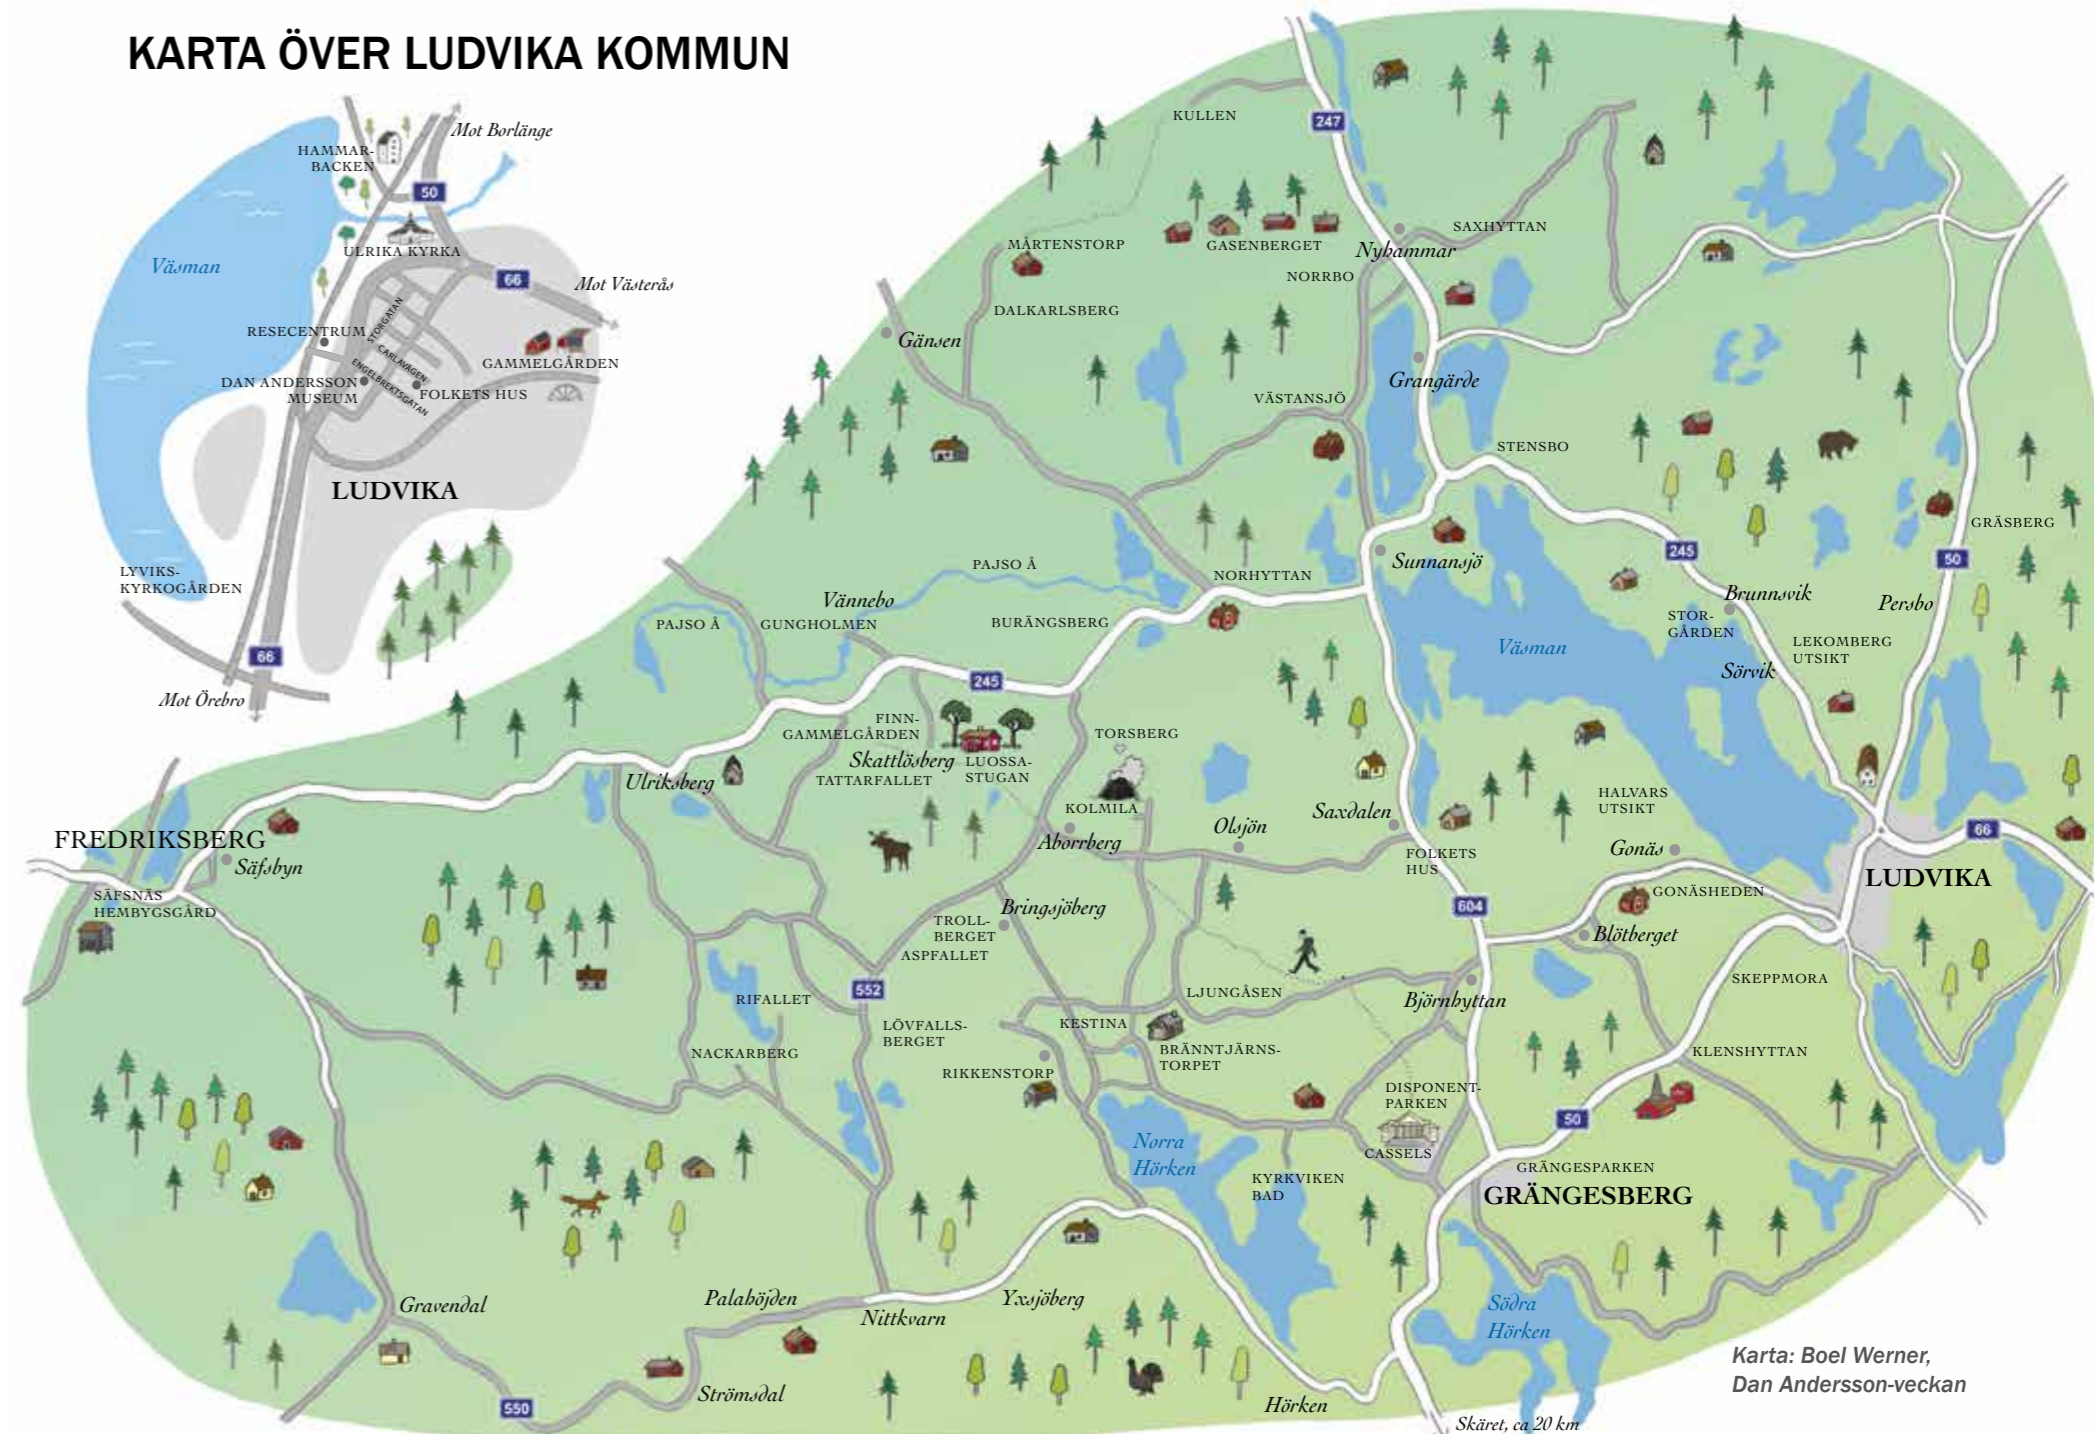 KARTA ÖVER LUDVIKA KOMMUN
Mot Borlänge
HAMMAR-
BACKEN
50
ULRIKA KYRKA
Väsman
66
Mot Västerås
STORGATAN
RESECENTRUM
CARLAVÄGEN
ENGELBREKTSGATAN
GAMMELGÅRDEN
DAN ANDERSSON
MUSEUM
FOLKETS HUS
LUDVIKA
LYVIKS-
KYRKOGÅRDEN
66
Mot Örebro
KULLEN
247
MÅRTENSTORP
GASENBERGET
SAXHYTTAN
Nyhammar
NORRBO
DALKARLSBERG
Gänsen
Grangärde
VÄSTANSJÖ
STENSBO
GRÄSBERG
245
50
Sunnansjö
PAJSO Å
NORHYTTAN
Vännebo
Brunnsvik
Persbo
PAJSO Å
GUNGHOLMEN
BURÄNGSBERG
STOR-
GÅRDEN
Väsman
LEKOMBERG
UTSIKT
Sörvik
245
FINN-
GAMMELGÅRDEN
TORSBERG
Skattlösberg
LUOSSA-
STUGAN
TATTARFALLET
Ulriksberg
KOLMILA
HALVARS
UTSIKT
Saxdalen
Olsjön
Aborrberg
FREDRIKSBERG
Säfsbyn
66
FOLKETS
HUS
Gonäs
LUDVIKA
SÄFSNÄS
HEMBYGSGÅRD
GONÄSHEDEN
604
Bringsjöberg
TROLL-
BERGET
ASPFALLET
Blötberget
SKEPPMORA
552
RIFALLET
LJUNGÅSEN
Björnhyttan
LÖVFALLS-
BERGET
KESTINA
NACKARBERG
BRÄNNTJÄRNS-
TORPET
KLENSHYTTAN
RIKKENSTORP
DISPONENT-
PARKEN
50
Norra
Hörken
CASSELS
KYRKVIKEN
BAD
GRÄNGESPARKEN
GRÄNGESBERG
Gravendal
Palahöjden
Nittkvarn
Yxsjöberg
Södra
Hörken
Strömsdal
550
Hörken
Skäret, ca 20 km
Karta: Boel Werner,
Dan Andersson-veckan